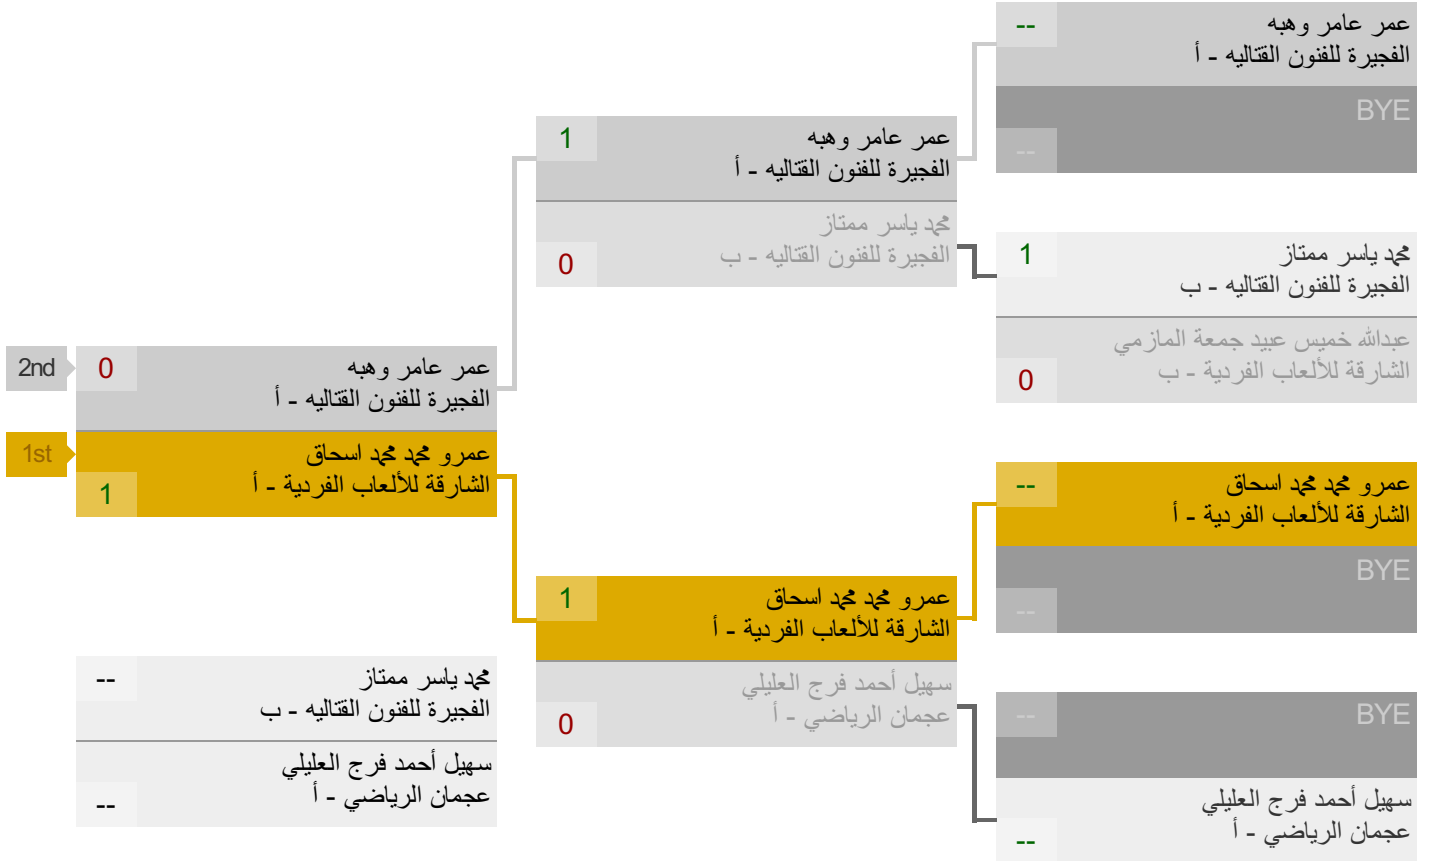 عمر عامر وهبه
الفجيرة للفنون القتاليه - أ
--
BYE
--
محمد ياسر ممتاز
الفجيرة للفنون القتاليه - ب
1
عبدالله خميس عبيد جمعة المازمي
الشارقة للألعاب الفردية - ب
0
عمرو محمد محمد اسحاق
الشارقة للألعاب الفردية - أ
--
BYE
--
BYE
--
سهيل أحمد فرج العليلي
عجمان الرياضي - أ
--
عمر عامر وهبه
الفجيرة للفنون القتاليه - أ
1
محمد ياسر ممتاز
الفجيرة للفنون القتاليه - ب
0
عمرو محمد محمد اسحاق
الشارقة للألعاب الفردية - أ
1
سهيل أحمد فرج العليلي
عجمان الرياضي - أ
0
عمر عامر وهبه
الفجيرة للفنون القتاليه - أ
0
2nd
عمرو محمد محمد اسحاق
الشارقة للألعاب الفردية - أ
1
1st
محمد ياسر ممتاز
الفجيرة للفنون القتاليه - ب
--
سهيل أحمد فرج العليلي
عجمان الرياضي - أ
--